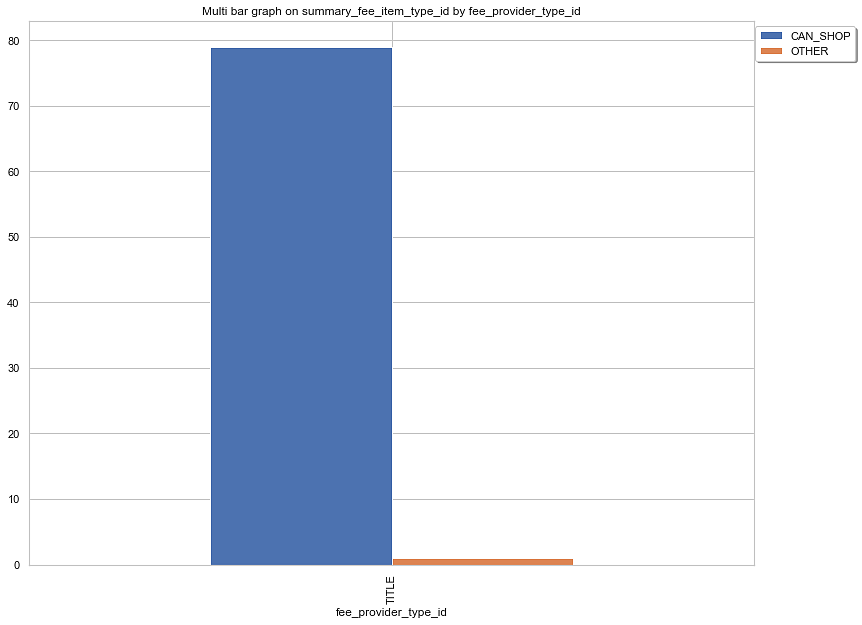 Multi bar graph on summary_fee_item_type_id by fee_provider_type_id
80
70
60
50
40
30
20
10
0
CAN_SHOP
OTHER
TITLE
fee_provider_type_id